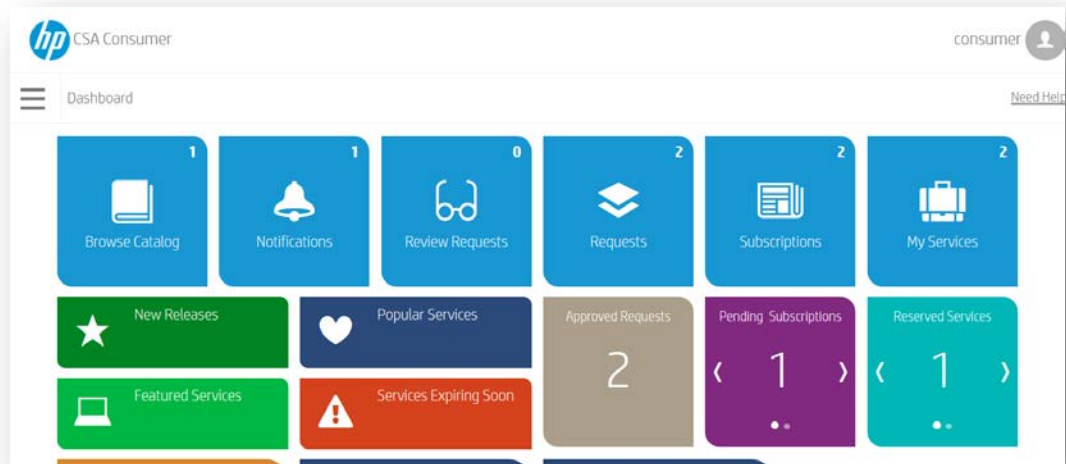 hp CSA Consumer
consumer
Dashboard
Need Help
1
Browse Catalog
1
Notifications
0
Review Requests
2
Requests
2
Subscriptions
2
My Services
New Releases
Popular Services
Approved Requests
2
Pending Subscriptions
1
Reserved Services
1
Featured Services
Services Expiring Soon